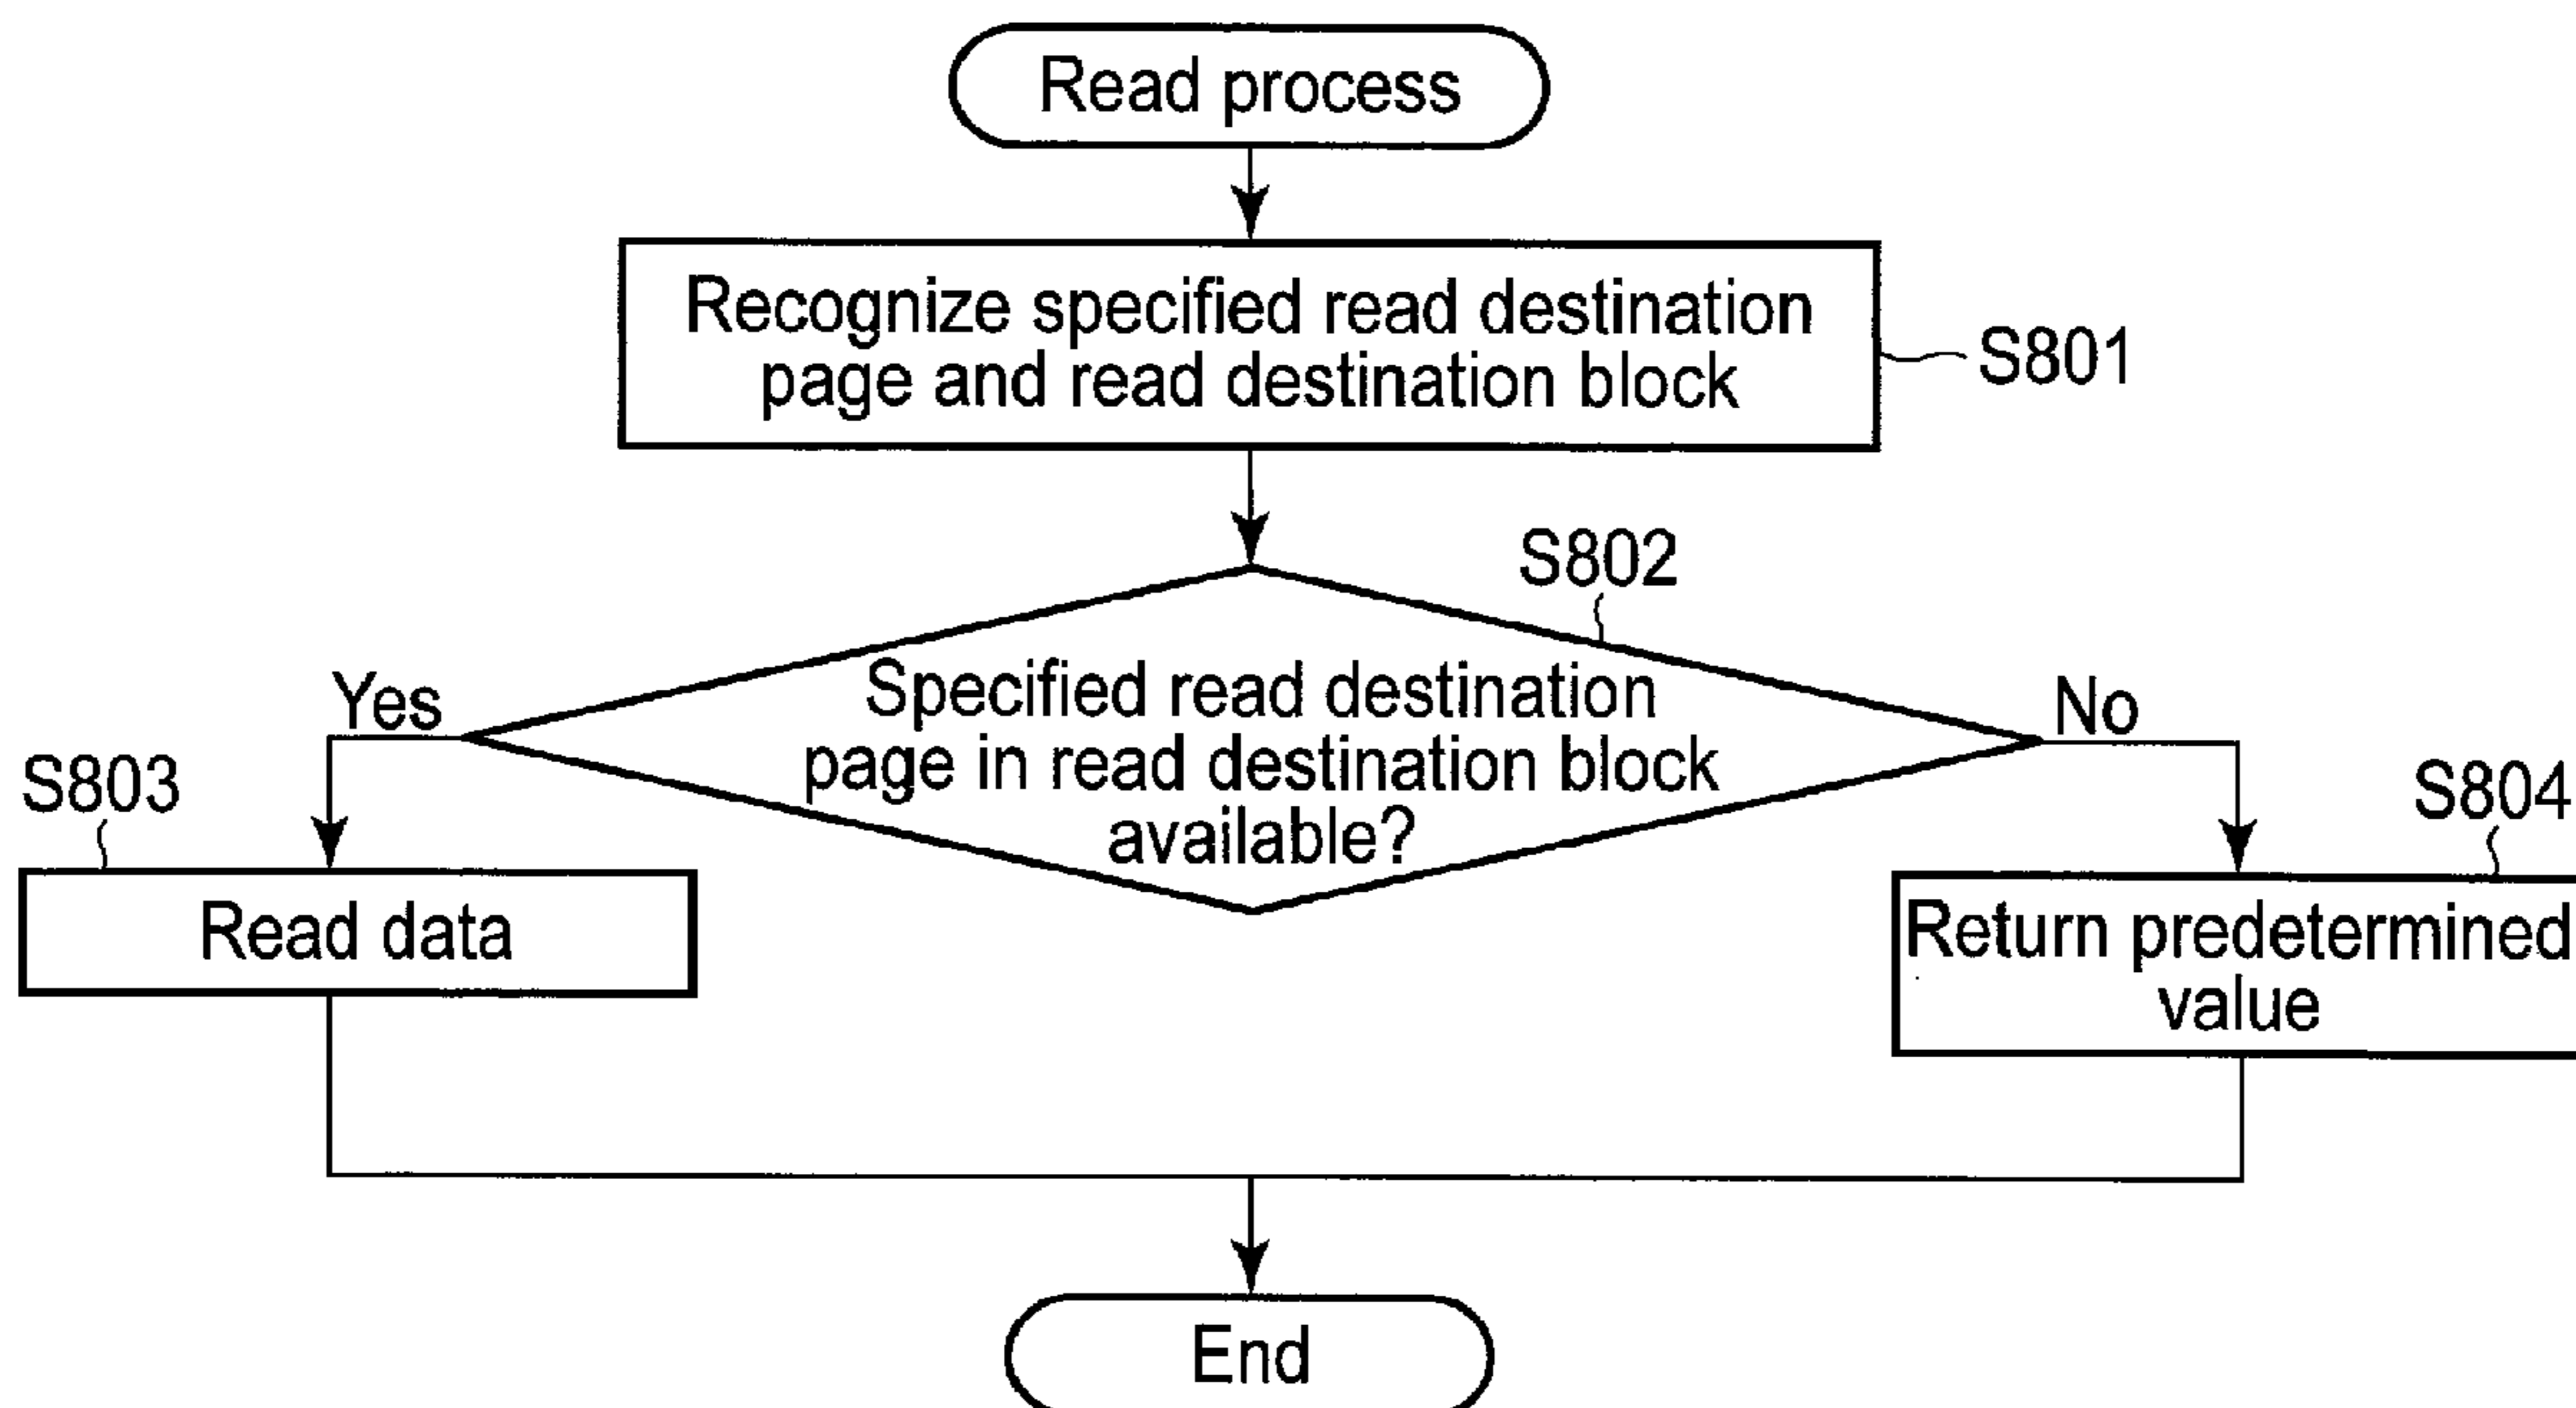 Read process
Recognize specified read destination
page and read destination block
S801
S802
Specified read destination
page in read destination block
available?
Yes
No
S803
Read data
S804
Return predetermined
value
End